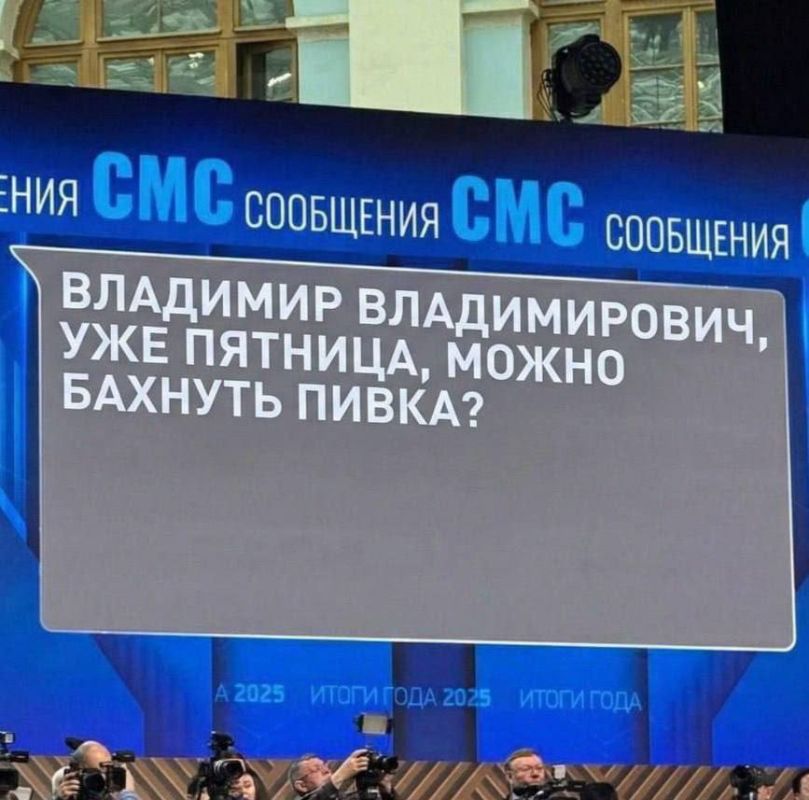 ЕНИЯ СМС СООБЩЕНИЯ СМС СООБЩЕНИЯ
ВЛАДИМИР ВЛАДИМИРОВИЧ,
УЖЕ ПЯТНИЦА, МОЖНО
БАХНУТЬ ПИВКА?
А 2025 ИТОГИ ГОДА 2025 ИТОГИ ГОДА